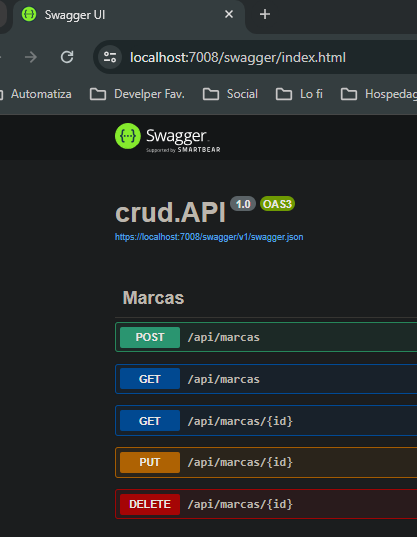 Swagger UI
localhost:7008/swagger/index.html
Automatiza
Develper Fav.
Social
Lo fi
Hospedag
Swagger
Supported by SMARTBEAR
crud.API 1.0 OAS3
https://localhost:7008/swagger/v1/swagger.json
Marcas
POST /api/marcas
GET /api/marcas
GET /api/marcas/{id}
PUT /api/marcas/{id}
DELETE /api/marcas/{id}